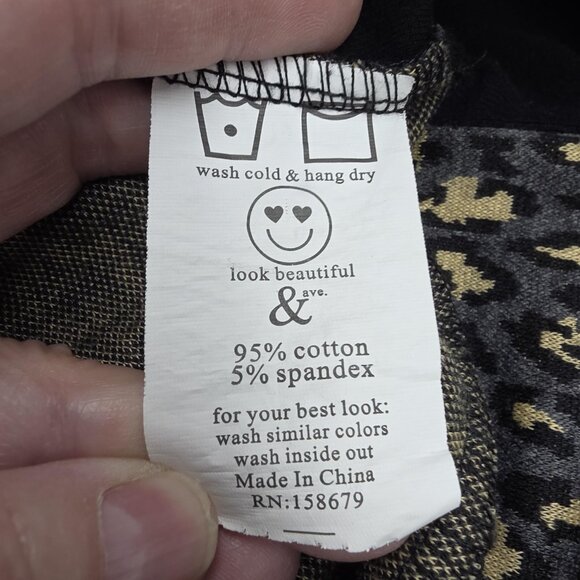 wash cold & hang dry
look beautiful
& ave.
95% cotton
5% spandex
for your best look:
wash similar colors
wash inside out
Made In China
RN:158679